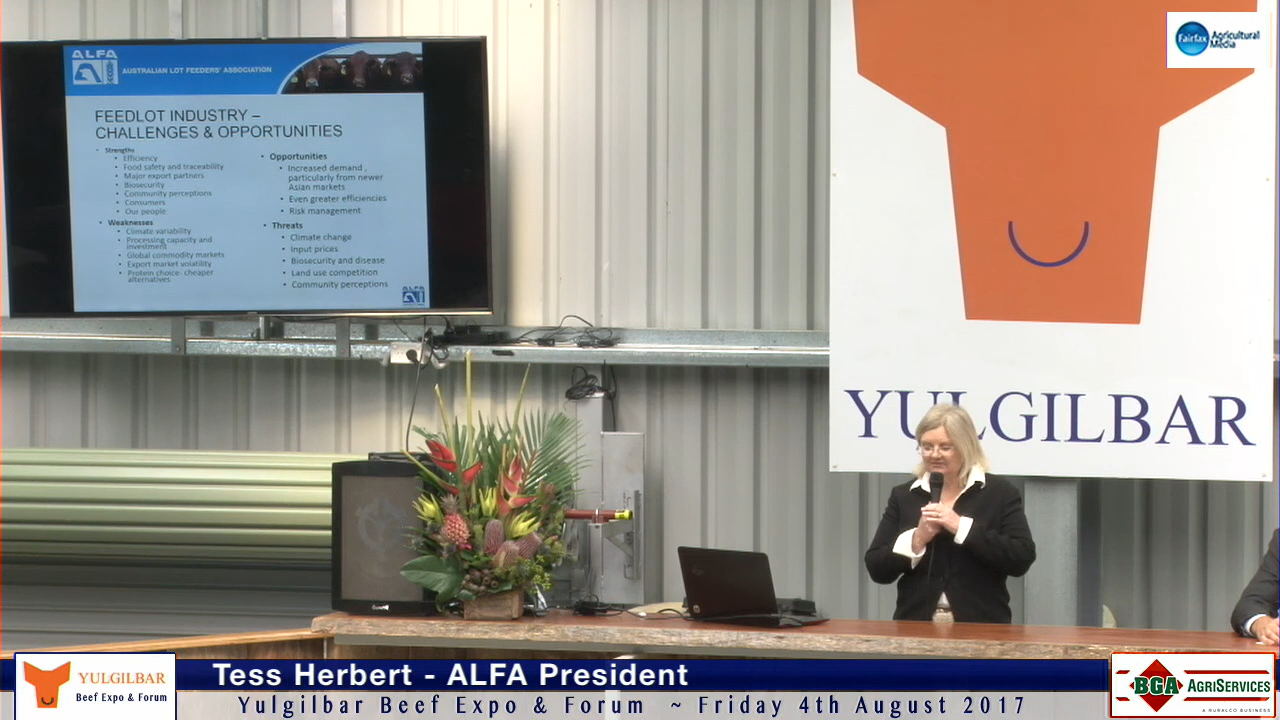 ALFA
AUSTRALIAN LOT FEEDERS' ASSOCIATION
FEEDLOT INDUSTRY –
CHALLENGES & OPPORTUNITIES
• Strengths
• Efficiency
• Food safety and traceability
• Major export partners
• Biosecurity
• Community perceptions
• Consumers
• Our people
• Weaknesses
• Climate variability
• Processing capacity and
investment
• Global commodity markets
• Export market volatility
• Protein choice- cheaper
alternatives
• Opportunities
• Increased demand ,
particularly from newer
Asian markets
• Even greater efficiencies
• Risk management
• Threats
• Climate change
• Input prices
• Biosecurity and disease
• Land use competition
• Community perceptions
ALFA
Fairfax
Agricultural
Media
YULGILBAR
YULGILBAR
Beef Expo & Forum
Tess Herbert - ALFA President
Yulgilbar Beef Expo & Forum ~ Friday 4th August 2017
BGA AGRISERVICES
A RURALCO BUSINESS